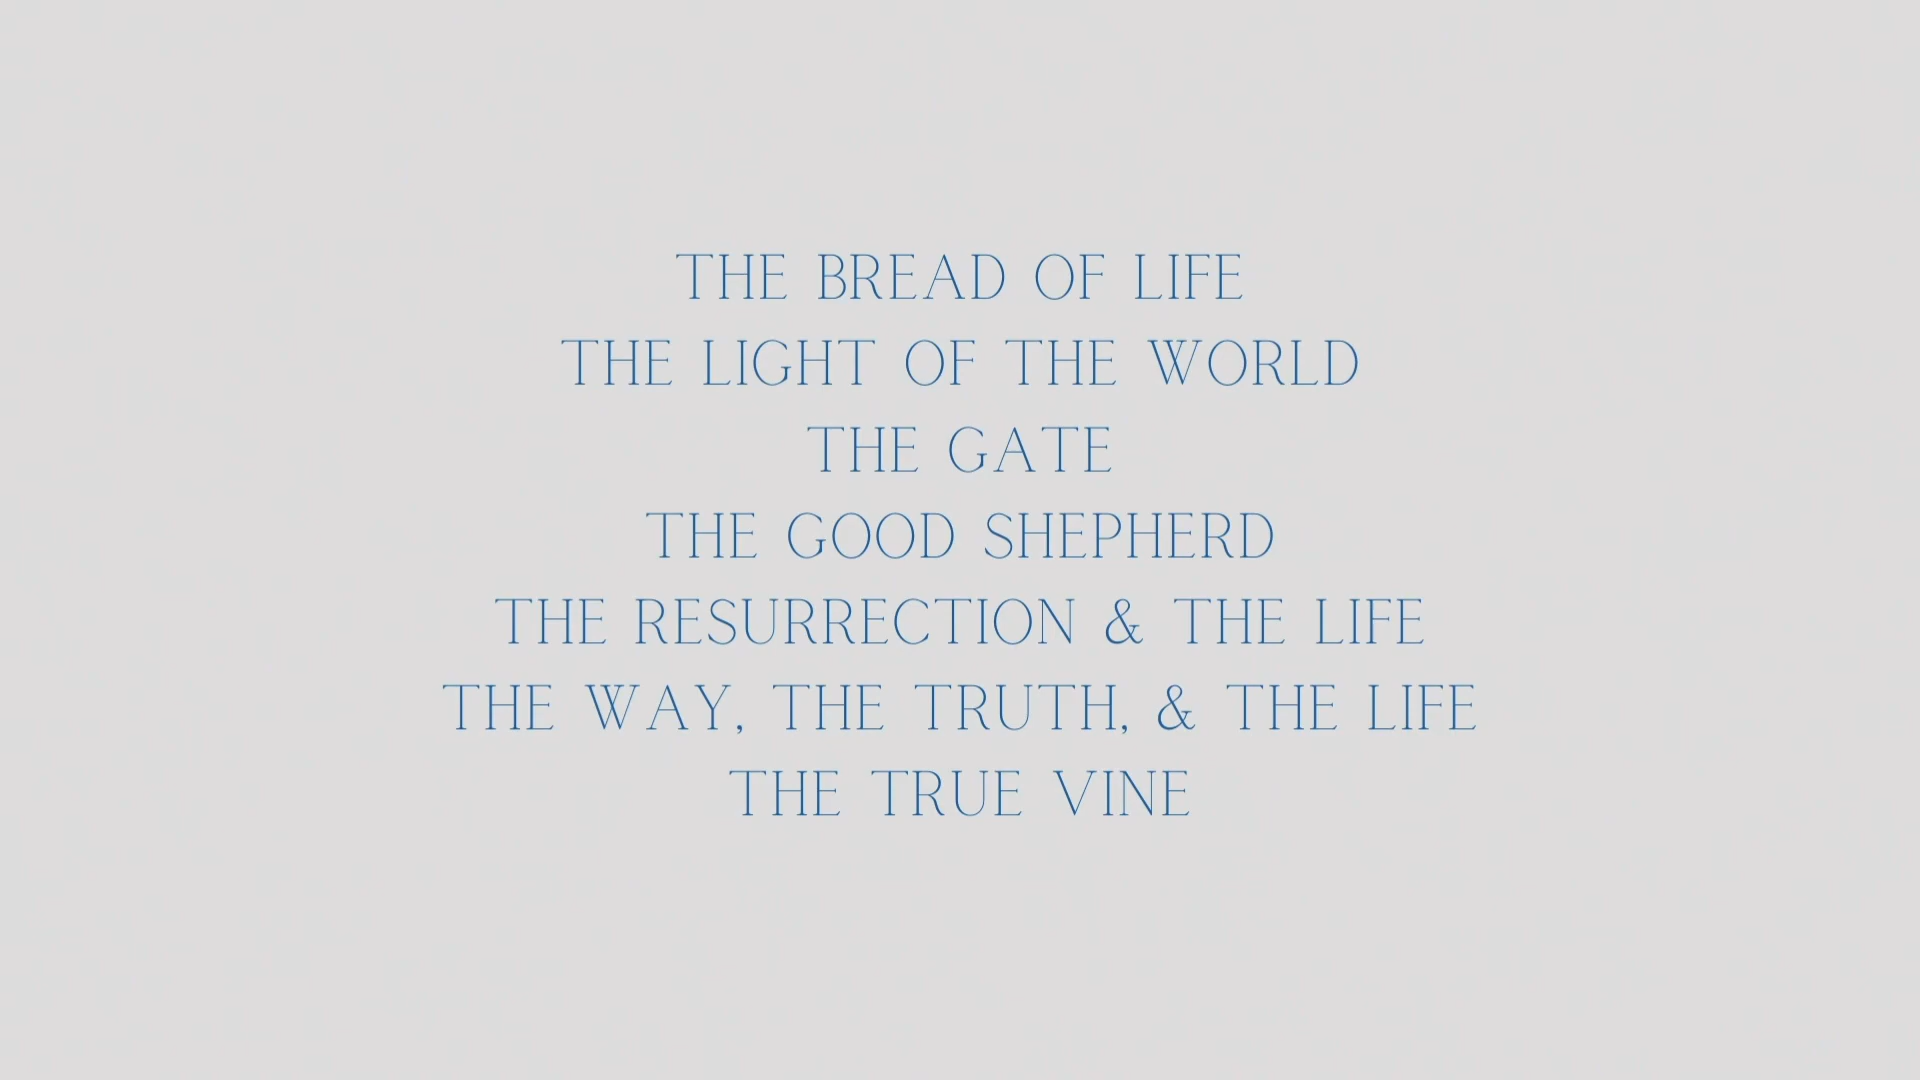 THE BREAD OF LIFE
THE LIGHT OF THE WORLD
THE GATE
THE GOOD SHEPHERD
THE RESURRECTION & THE LIFE
THE WAY, THE TRUTH, & THE LIFE
THE TRUE VINE